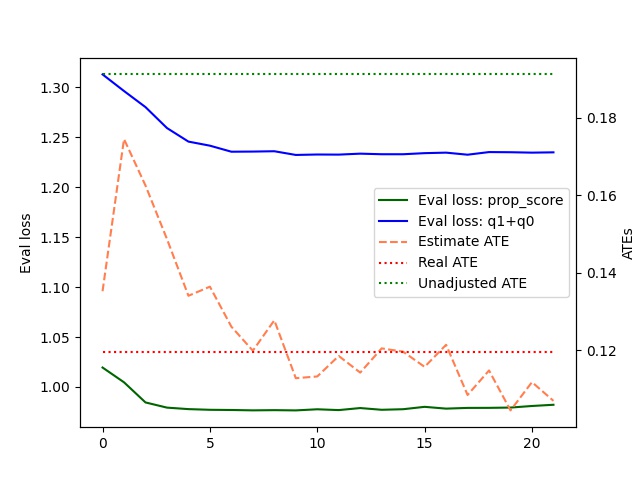 1.30
1.25
1.20
1.15
1.10
1.05
1.00
Eval loss
0.18
0.16
0.14
0.12
ATEs
Eval loss: prop_score
Eval loss: q1+q0
Estimate ATE
Real ATE
Unadjusted ATE
0 5 10 15 20